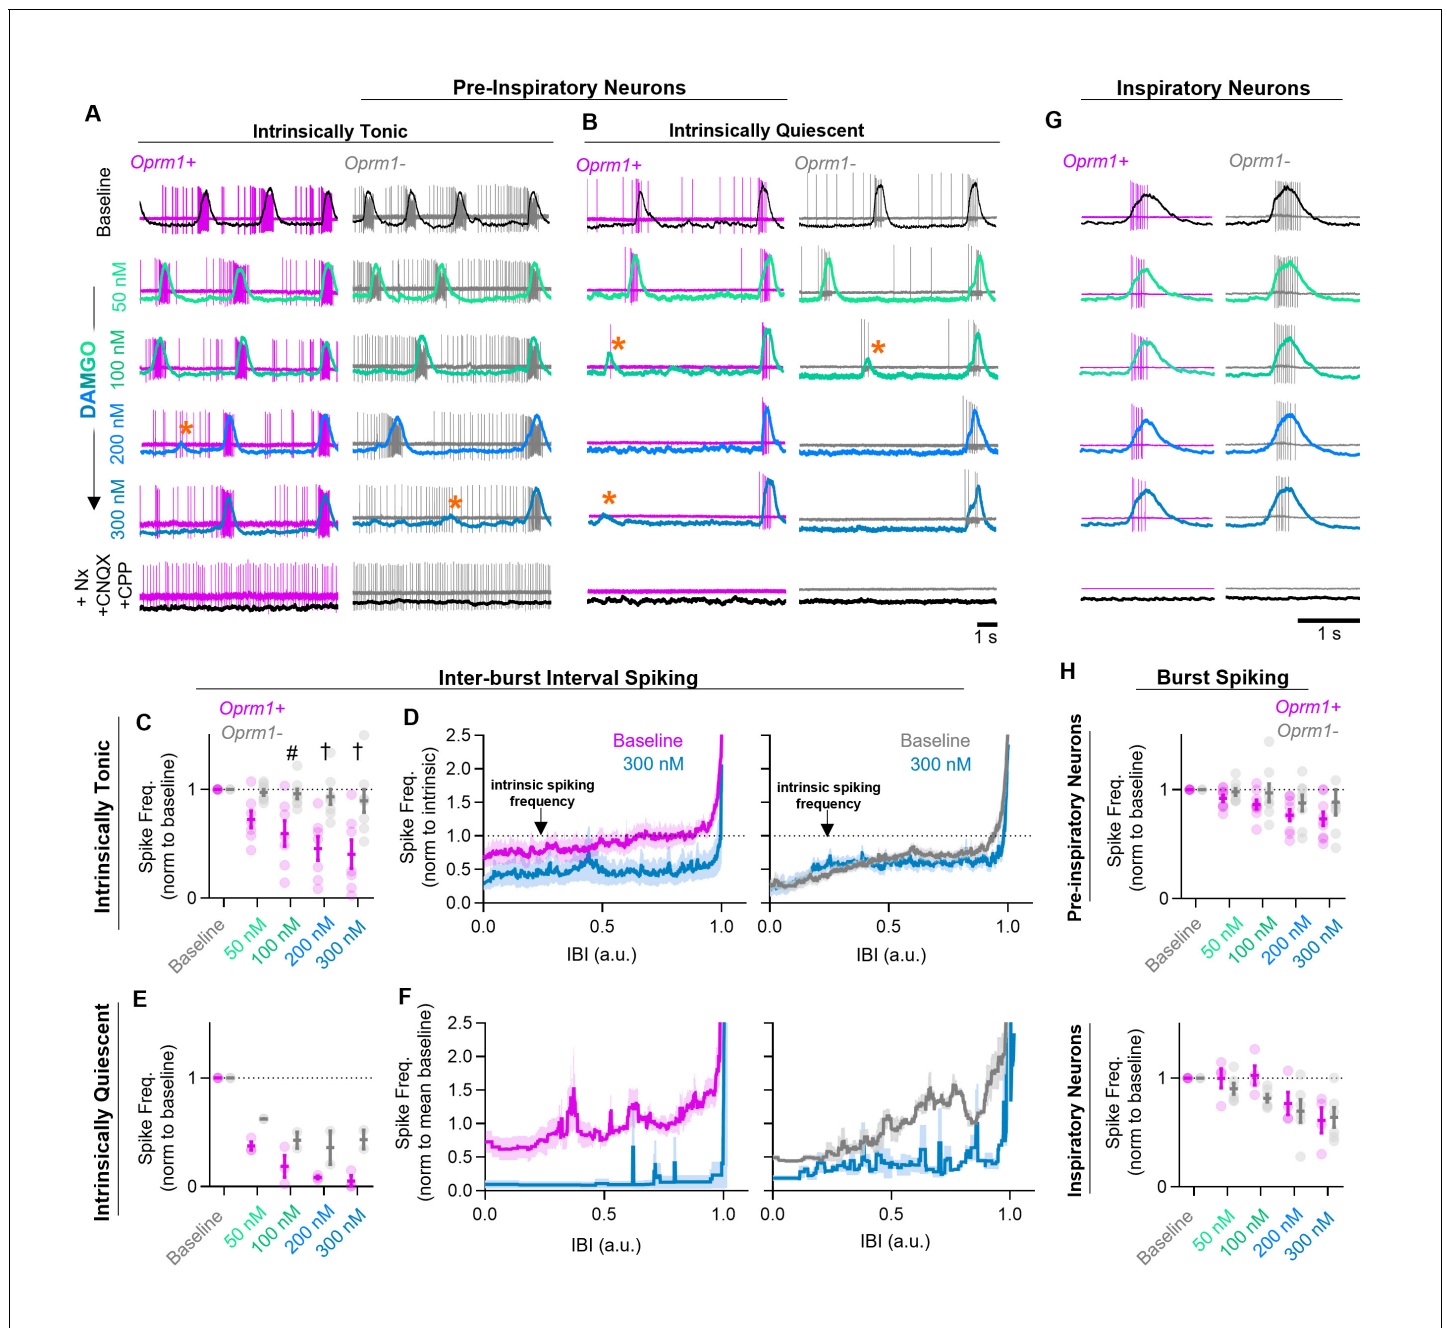 Pre-Inspiratory Neurons
Inspiratory Neurons
A
Intrinsically Tonic
B
Intrinsically Quiescent
G
Oprm1+
Oprm1-
Oprm1+
Oprm1-
Oprm1+
Oprm1-
Baseline
50 nM
100 nM
*
*
DAMGO
200 nM
*
300 nM
*
*
+ Nx
+CNQX
+CPP
1 s
1 s
Inter-burst Interval Spiking
H
Burst Spiking
Intrinsically Tonic
C
Oprm1+
Oprm1-
# † †
Spike Freq.
(norm to baseline)
1
0
Baseline
50 nM
100 nM
200 nM
300 nM
D
Spike Freq.
(norm to intrinsic)
2.5
2.0
1.5
1.0
0.5
0.0
Baseline
300 nM
intrinsic spiking
frequency
0.0
0.5
1.0
IBI (a.u.)
Baseline
300 nM
intrinsic spiking
frequency
0.0
0.5
1.0
IBI (a.u.)
Pre-inspiratory Neurons
Oprm1+
Oprm1-
Spike Freq.
(norm to baseline)
1
0
Baseline
50 nM
100 nM
200 nM
300 nM
Intrinsically Quiescent
E
Spike Freq.
(norm to baseline)
1
0
Baseline
50 nM
100 nM
200 nM
300 nM
F
Spike Freq.
(norm to mean baseline)
2.5
2.0
1.5
1.0
0.5
0.0
0.0
0.5
1.0
IBI (a.u.)
0.0
0.5
1.0
IBI (a.u.)
Inspiratory Neurons
Spike Freq.
(norm to baseline)
1
0
Baseline
50 nM
100 nM
200 nM
300 nM